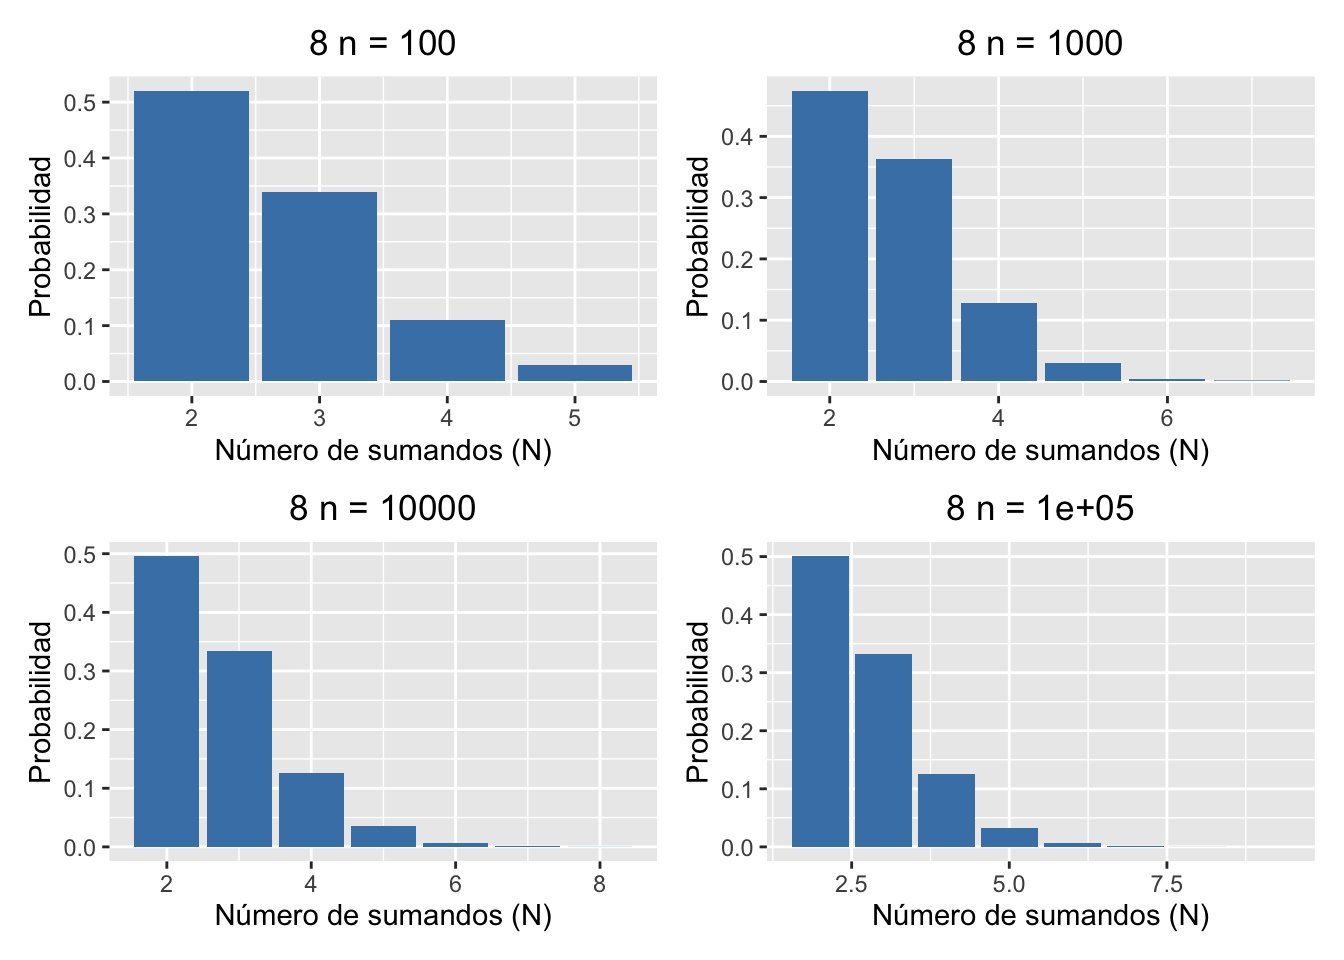 8 n = 100
Probabilidad
0.5
0.4
0.3
0.2
0.1
0.0
2 3 4 5
Número de sumandos (N)
8 n = 1000
Probabilidad
0.4
0.3
0.2
0.1
0.0
2 4 6
Número de sumandos (N)
8 n = 10000
Probabilidad
0.5
0.4
0.3
0.2
0.1
0.0
2 4 6 8
Número de sumandos (N)
8 n = 1e+05
Probabilidad
0.5
0.4
0.3
0.2
0.1
0.0
2.5 5.0 7.5
Número de sumandos (N)